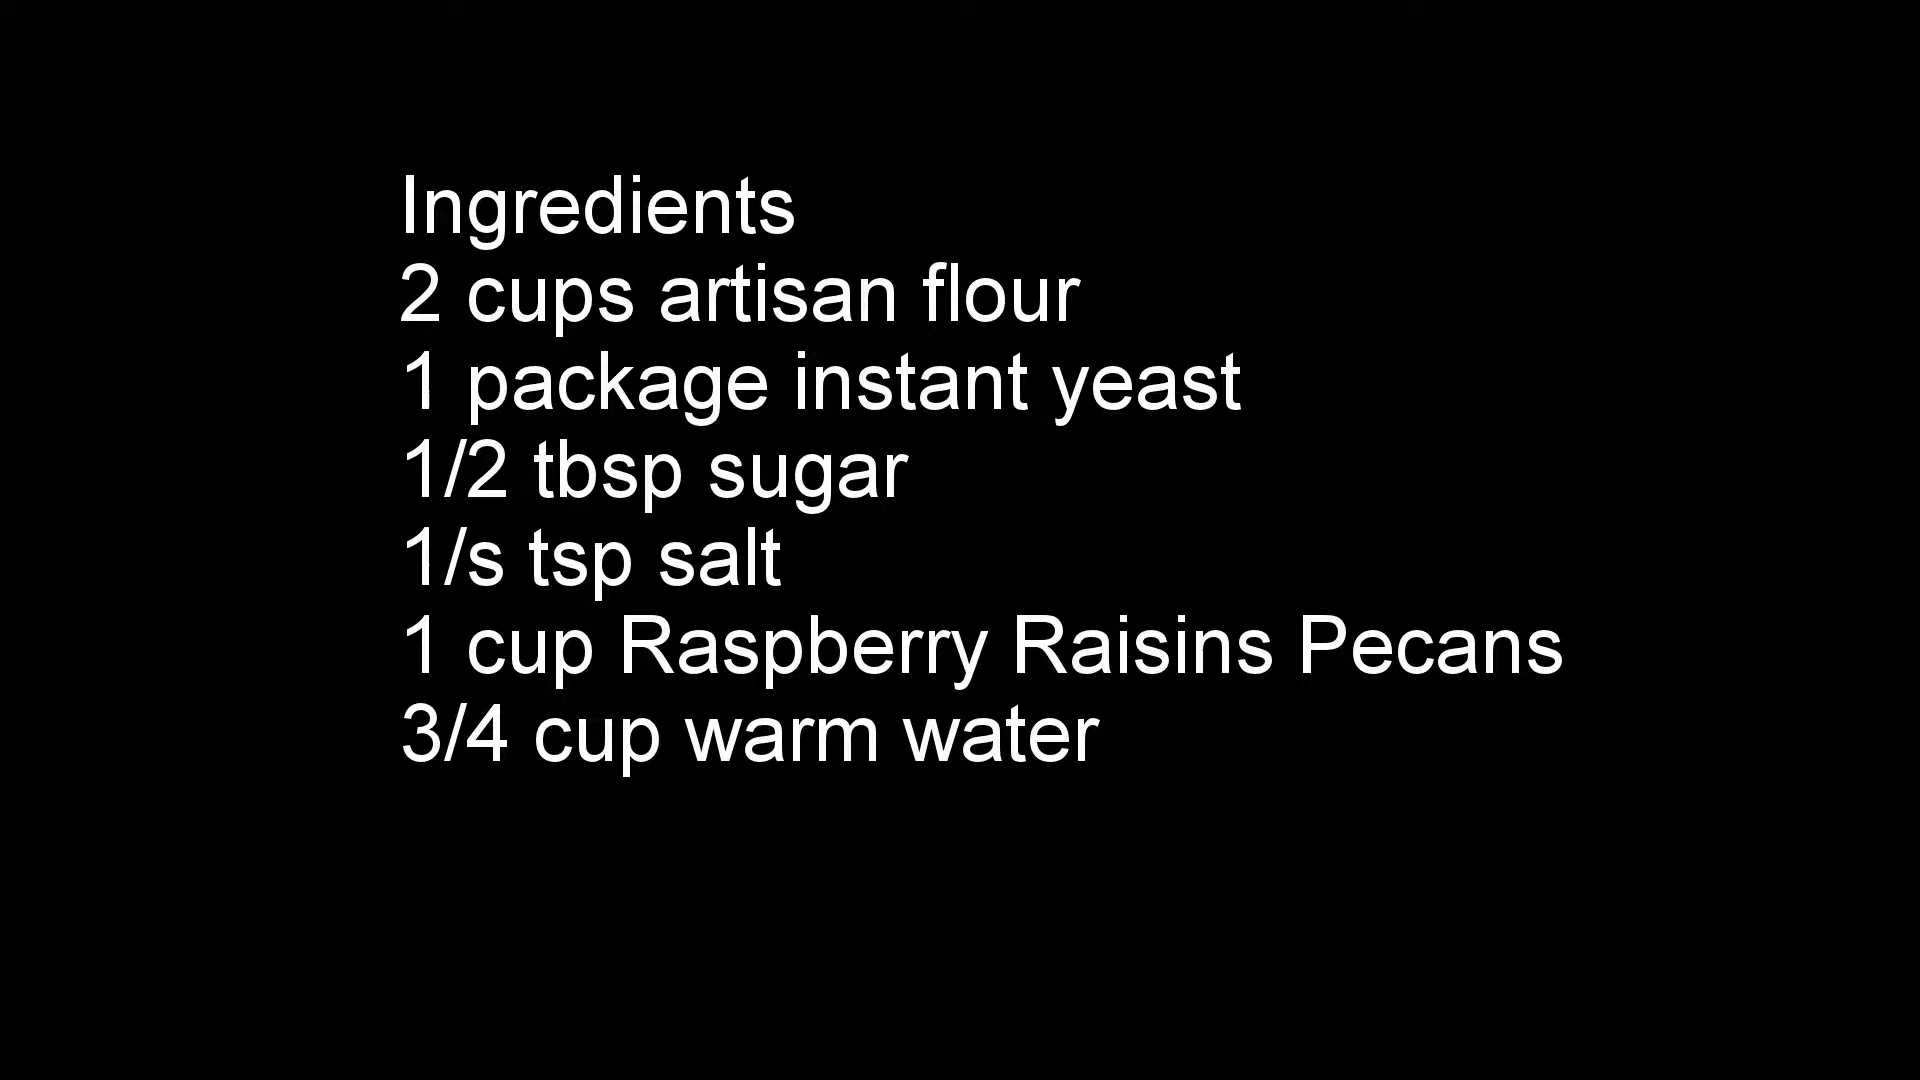 Ingredients
2 cups artisan flour
1 package instant yeast
1/2 tbsp sugar
1/s tsp salt
1 cup Raspberry Raisins Pecans
3/4 cup warm water